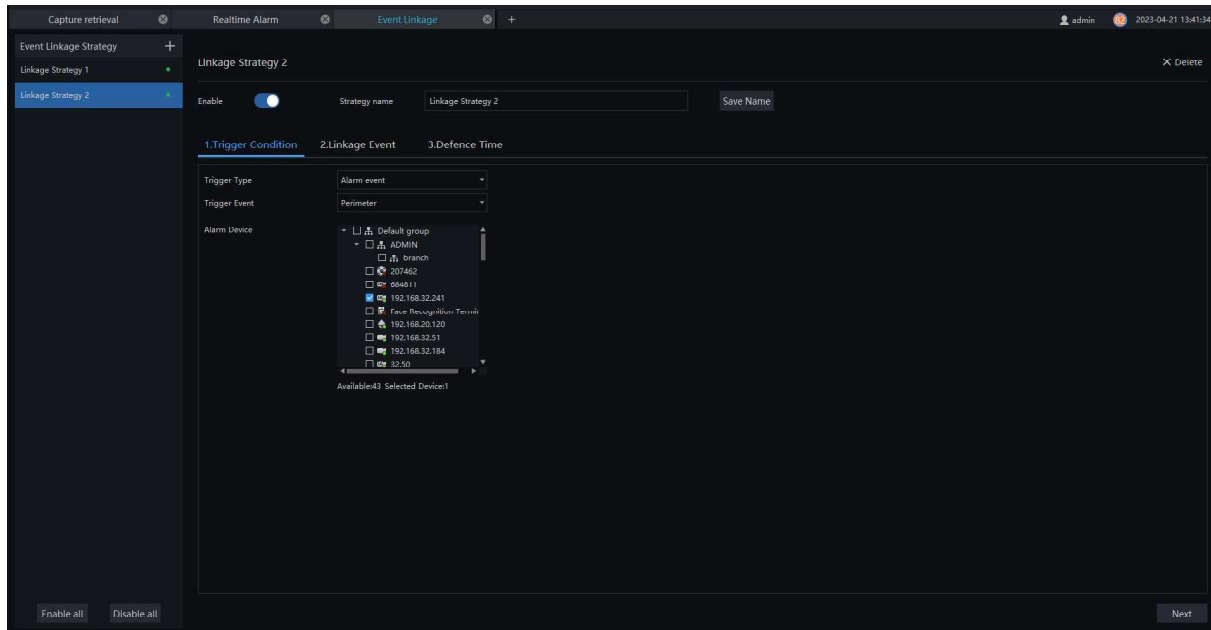 Capture retrieval
Realtime Alarm
Event Linkage
admin
82
2023-04-21 13:41:34
Event Linkage Strategy
Linkage Strategy 1
Linkage Strategy 2
Linkage Strategy 2
Delete
Enable
Strategy name
Linkage Strategy 2
Save Name
1.Trigger Condition
2.Linkage Event
3.Defence Time
Trigger Type
Alarm event
Trigger Event
Perimeter
Alarm Device
Default group
ADMIN
branch
207462
192.168.32.241
Face Recognition Termin
192.168.20.120
192.168.32.51
192.168.32.184
32.50
Available:43 Selected Device:1
Enable all
Disable all
Next